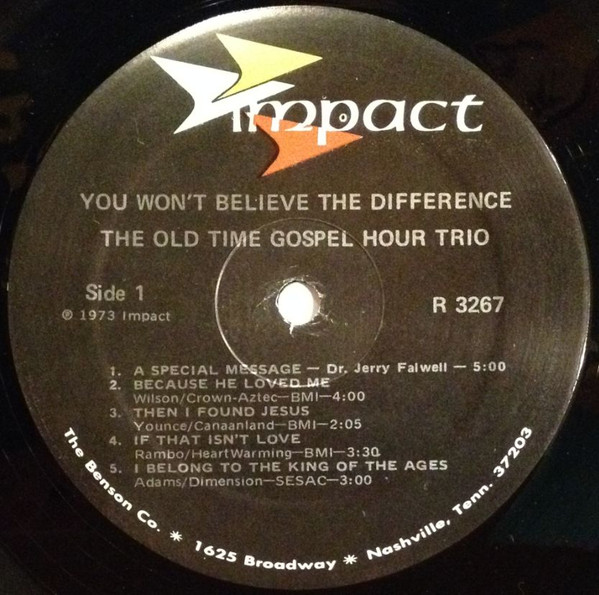 impact
YOU WON'T BELIEVE THE DIFFERENCE
THE OLD TIME GOSPEL HOUR TRIO
Side 1
℗ 1973 Impact
R 3267
1. A SPECIAL MESSAGE — Dr. Jerry Falwell — 5:00
2. BECAUSE HE LOVED ME
Wilson/Crown-Aztec—BMI—4:00
3. THEN I FOUND JESUS
Younce/Canaanland—BMI—2:05
4. IF THAT ISN'T LOVE
Rambo/HeartWarming—BMI—3:30
5. I BELONG TO THE KING OF THE AGES
Adams/Dimension—SESAC—3:00
The Benson Co. * 1625 Broadway * Nashville, Tenn. 37203